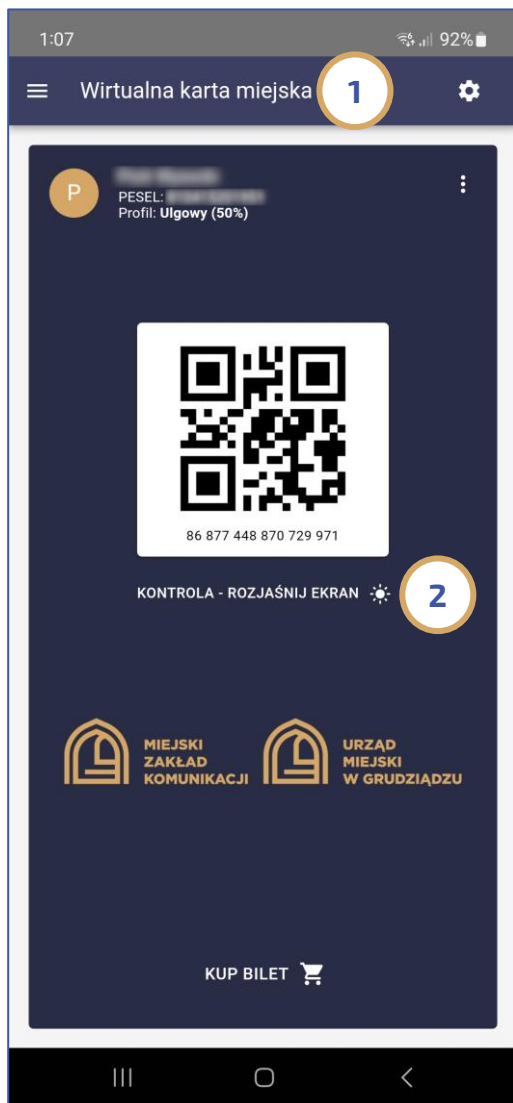 1:07
92%
Wirtualna karta miejska
1
P
PESEL:
Profil: Ulgowy (50%)
86 877 448 870 729 971
KONTROLA - ROZJAŚNIJ EKRAN
2
MIEJSKI
ZAKŁAD
KOMUNIKACJI
URZĄD
MIEJSKI
W GRUDZIĄDZU
KUP BILET